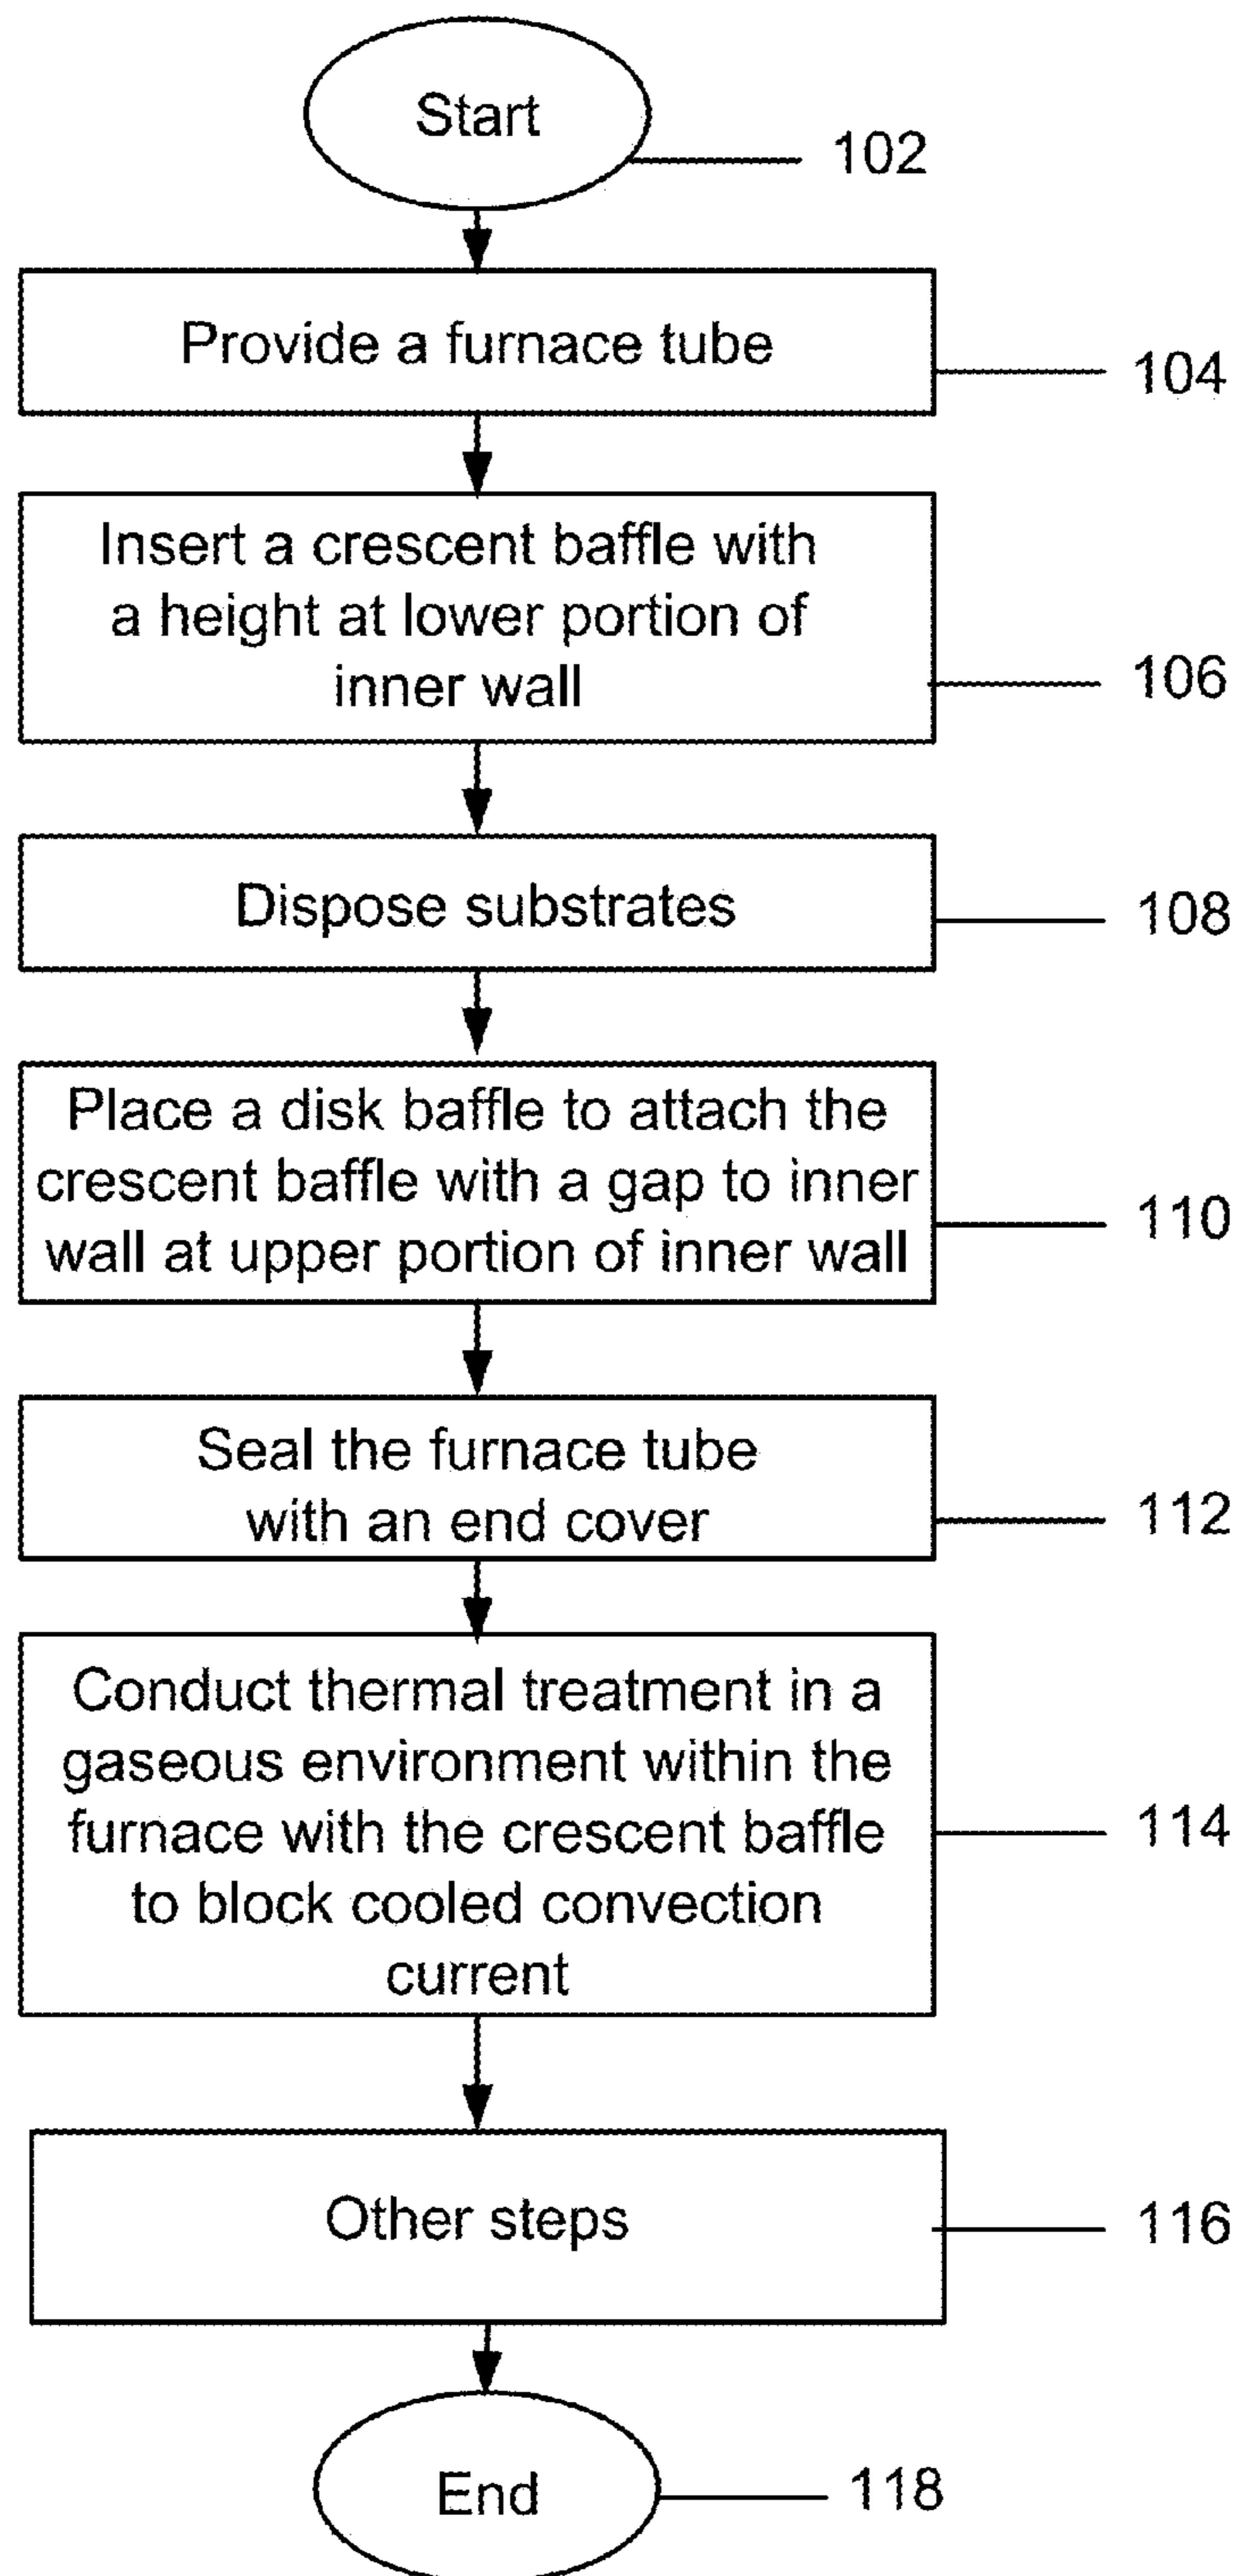 Start
102
Provide a furnace tube
104
Insert a crescent baffle with
a height at lower portion of
inner wall
106
Dispose substrates
108
Place a disk baffle to attach the
crescent baffle with a gap to inner
wall at upper portion of inner wall
110
Seal the furnace tube
with an end cover
112
Conduct thermal treatment in a
gaseous environment within the
furnace with the crescent baffle
to block cooled convection
current
114
Other steps
116
End
118